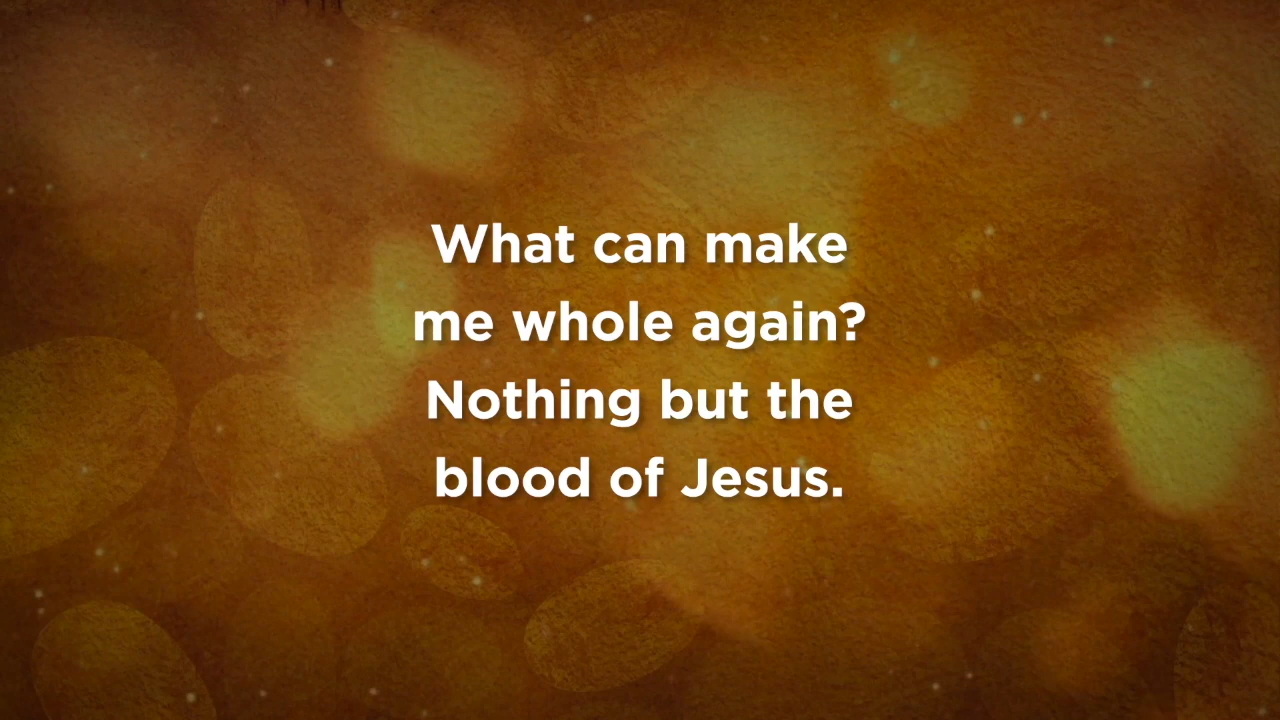 What can make
me whole again?
Nothing but the
blood of Jesus.